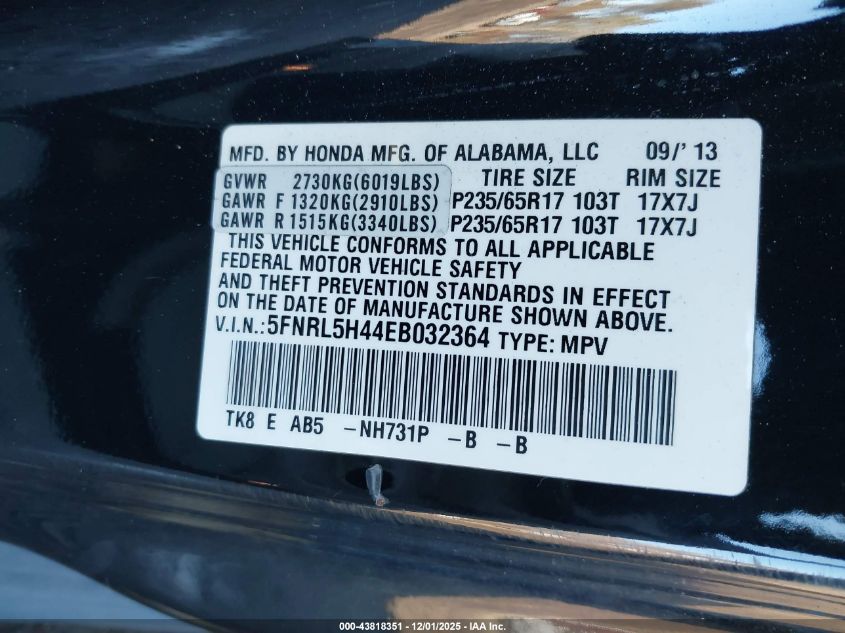 MFD. BY HONDA MFG. OF ALABAMA, LLC 09/' 13
GVWR 2730KG(6019LBS) TIRE SIZE RIM SIZE
GAWR F 1320KG(2910LBS) P235/65R17 103T 17X7J
GAWR R 1515KG(3340LBS) P235/65R17 103T 17X7J
THIS VEHICLE CONFORMS TO ALL APPLICABLE
FEDERAL MOTOR VEHICLE SAFETY
AND THEFT PREVENTION STANDARDS IN EFFECT
ON THE DATE OF MANUFACTURE SHOWN ABOVE.
V.I.N.:5FNRL5H44EB032364 TYPE: MPV
TK8 E AB5 -NH731P -B -B
000-43818351 - 12/01/2025 - IAA Inc.